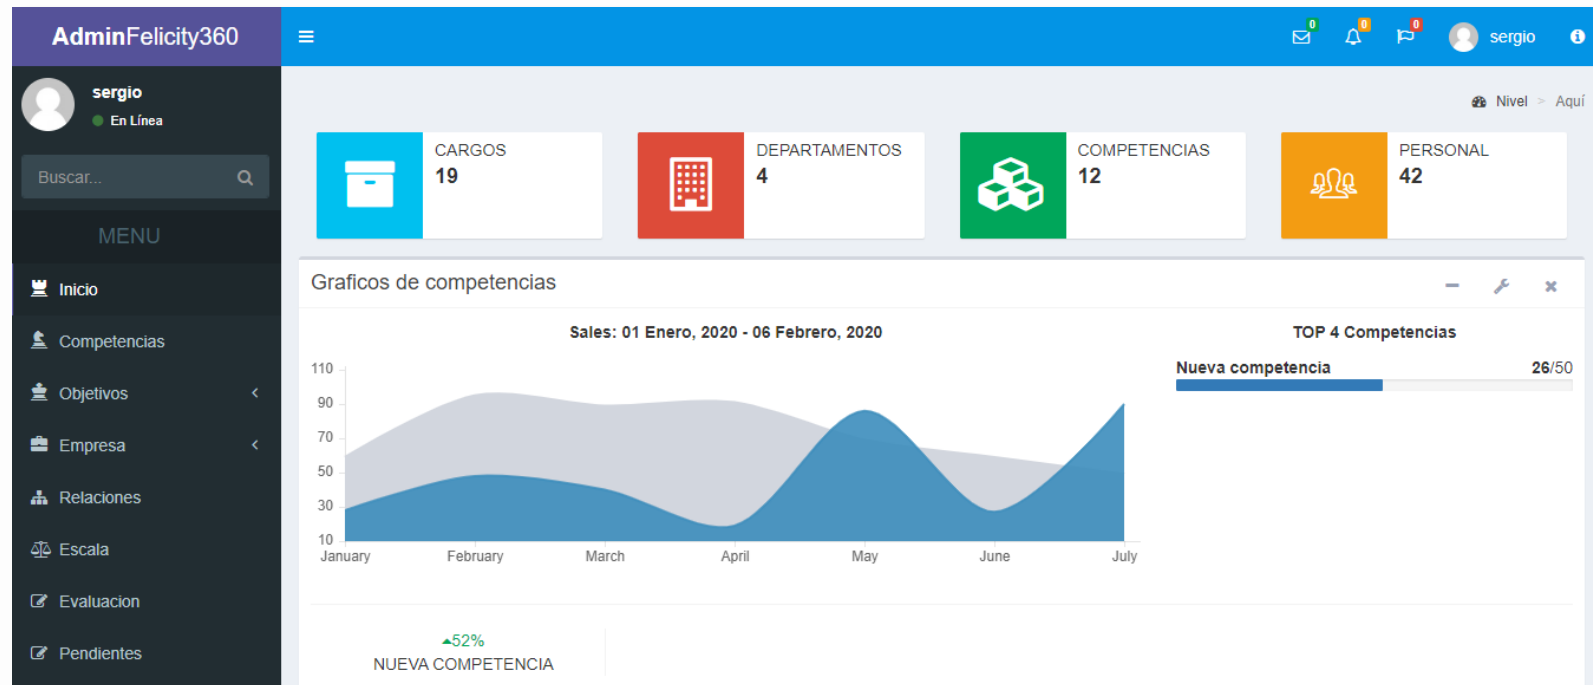 AdminFelicity360
0
0
0
sergio
sergio
En Línea
Nivel > Aquí
Buscar...
MENU
Inicio
Competencias
Objetivos
Empresa
Relaciones
Escala
Evaluacion
Pendientes
CARGOS
19
DEPARTAMENTOS
4
COMPETENCIAS
12
PERSONAL
42
Graficos de competencias
Sales: 01 Enero, 2020 - 06 Febrero, 2020
110
90
70
50
30
10
January February March April May June July
TOP 4 Competencias
Nueva competencia 26/50
52%
NUEVA COMPETENCIA